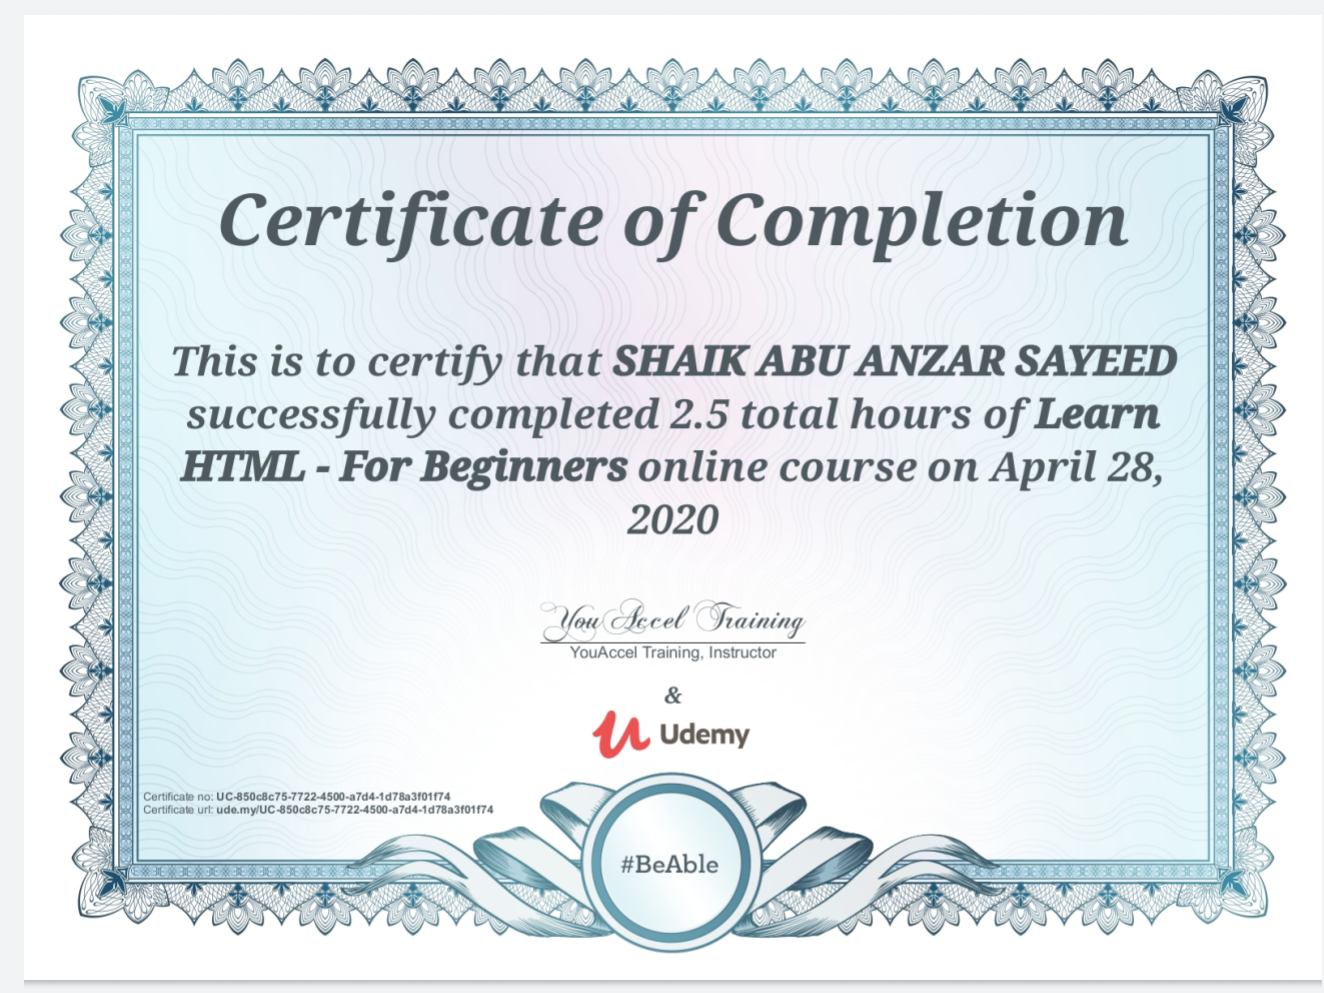 Certificate of Completion
This is to certify that SHAIK ABU ANZAR SAYEED
successfully completed 2.5 total hours of Learn
HTML - For Beginners online course on April 28,
2020
YouAccel Training
YouAccel Training, Instructor
&
Udemy
Certificate no: UC-850c8c75-7722-4500-a7d4-1d78a3f01f74
Certificate url: ude.my/UC-850c8c75-7722-4500-a7d4-1d78a3f01f74
#BeAble